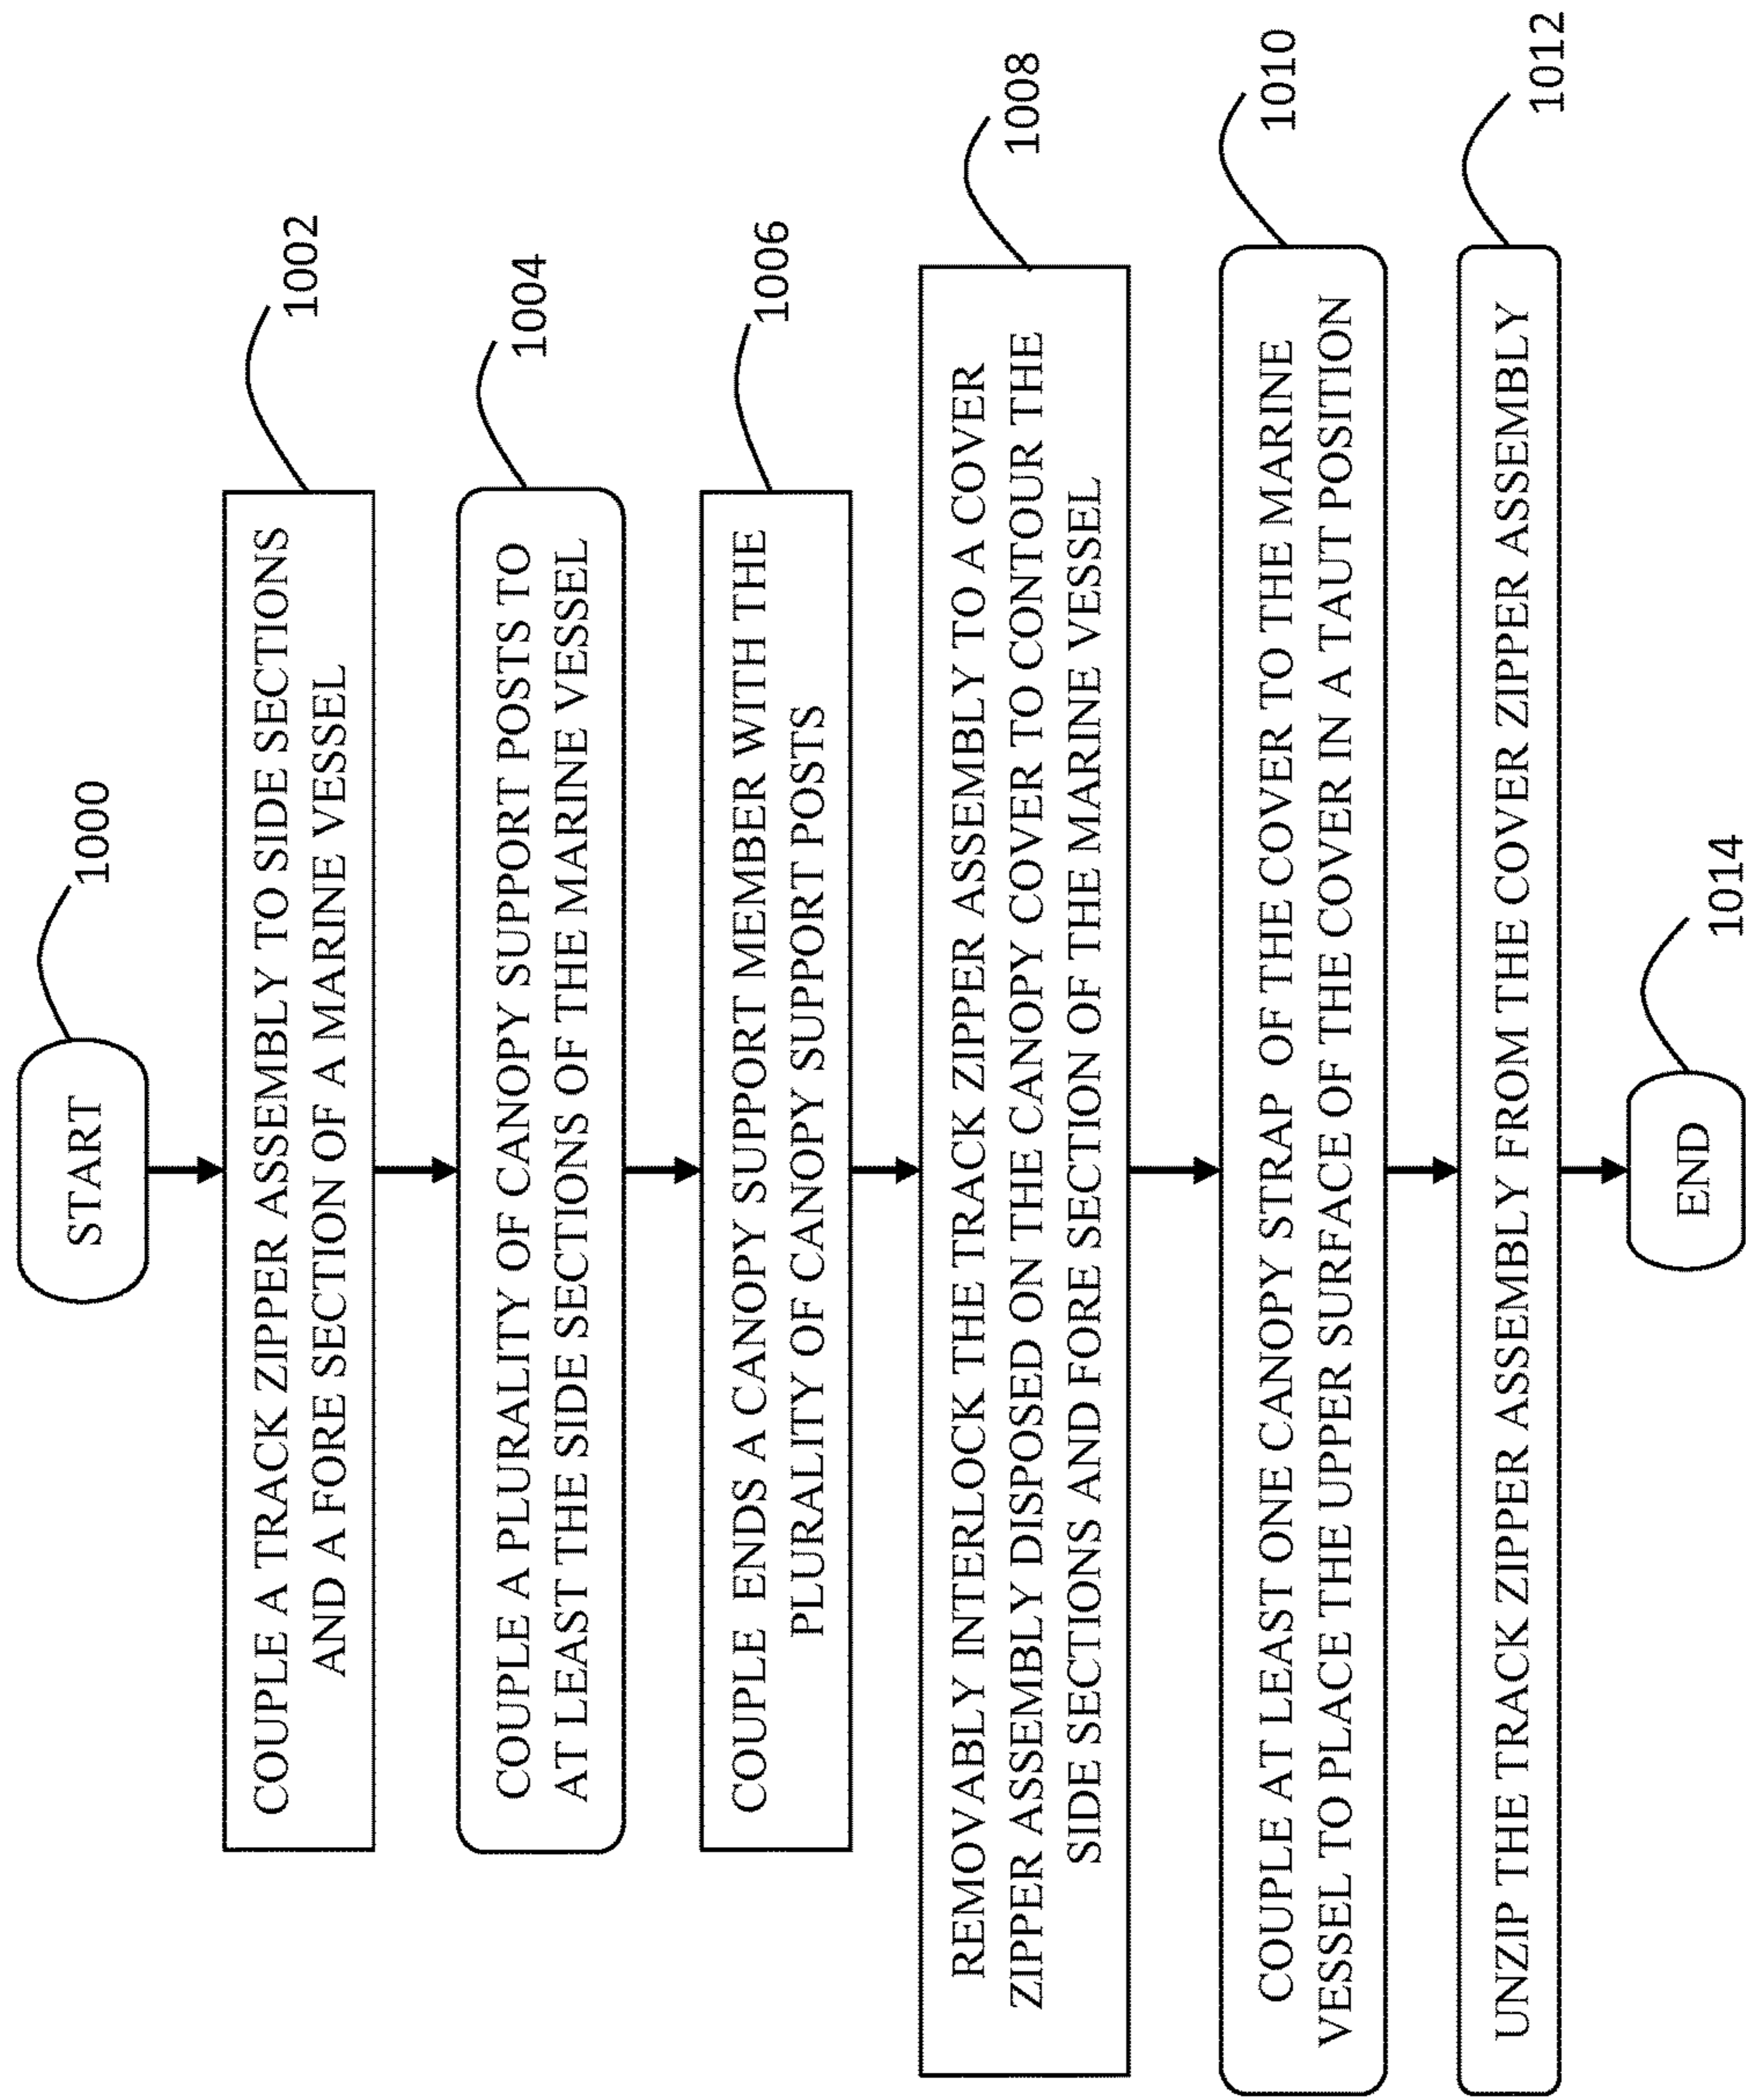 START
1000
COUPLE A TRACK ZIPPER ASSEMBLY TO SIDE SECTIONS
AND A FORE SECTION OF A MARINE VESSEL
1002
COUPLE A PLURALITY OF CANOPY SUPPORT POSTS TO
AT LEAST THE SIDE SECTIONS OF THE MARINE VESSEL
1004
COUPLE ENDS A CANOPY SUPPORT MEMBER WITH THE
PLURALITY OF CANOPY SUPPORT POSTS
1006
REMOVABLY INTERLOCK THE TRACK ZIPPER ASSEMBLY TO A COVER
ZIPPER ASSEMBLY DISPOSED ON THE CANOPY COVER TO CONTOUR THE
SIDE SECTIONS AND FORE SECTION OF THE MARINE VESSEL
1008
COUPLE AT LEAST ONE CANOPY STRAP OF THE COVER TO THE MARINE
VESSEL TO PLACE THE UPPER SURFACE OF THE COVER IN A TAUT POSITION
1010
UNZIP THE TRACK ZIPPER ASSEMBLY FROM THE COVER ZIPPER ASSEMBLY
1012
END
1014